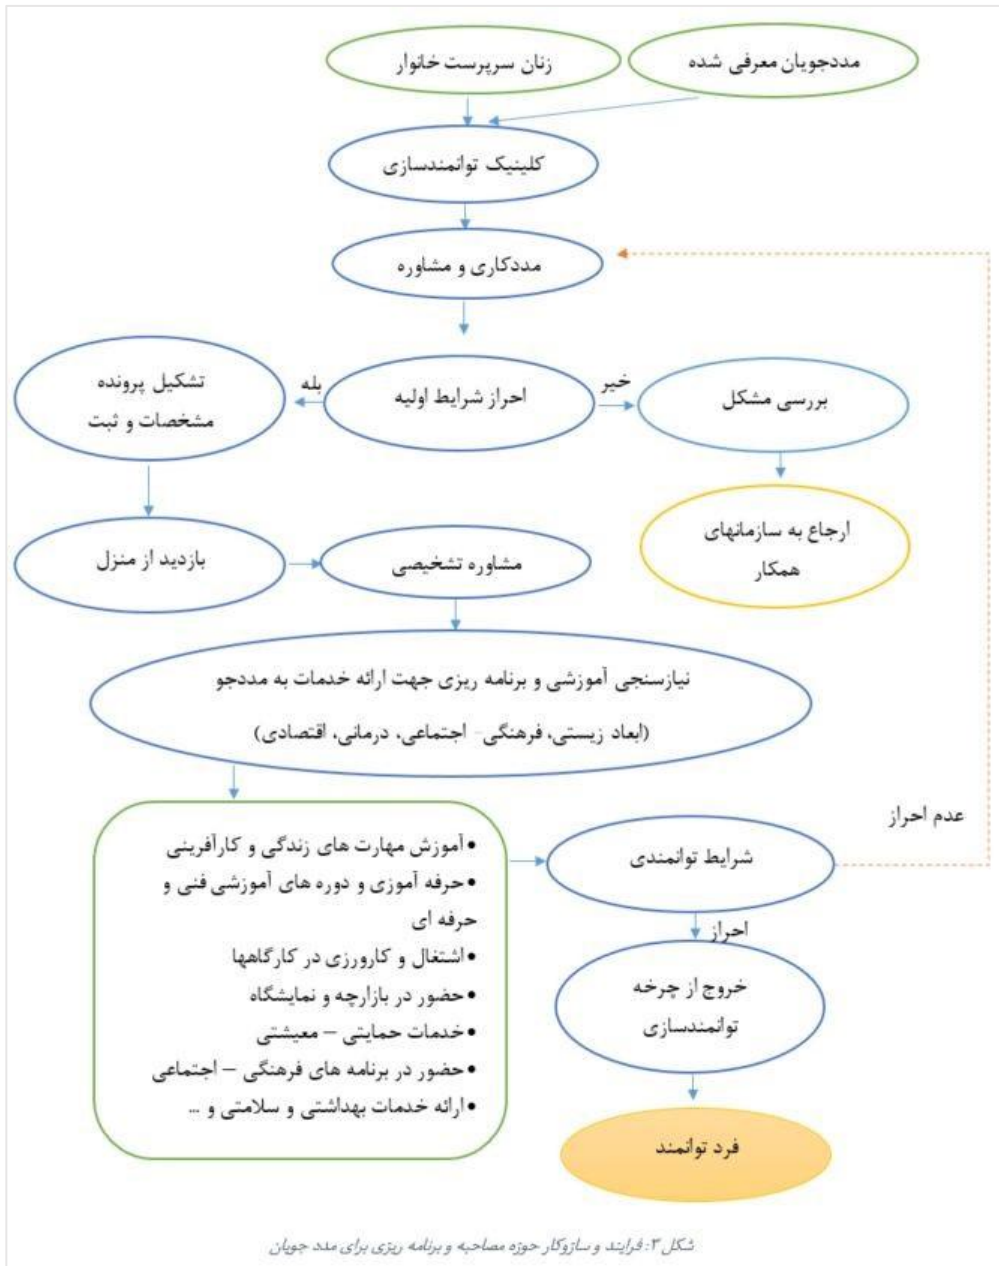 زنان سرپرست خانوار
مددجویان معرفی شده
کلینیک توانمندسازی
مددکاری و مشاوره
احراز شرایط اولیه
بله
خیر
تشکیل پرونده
مشخصات و ثبت
بررسی مشکل
ارجاع به سازمانهای
همکار
بازدید از منزل
مشاوره تشخیصی
نیازسنجی آموزشی و برنامه ریزی جهت ارائه خدمات به مددجو
(ابعاد زیستی، فرهنگی- اجتماعی، درمانی، اقتصادی)
• آموزش مهارت های زندگی و کارآفرینی
• حرفه آموزی و دوره های آموزشی فنی و
حرفه ای
• اشتغال و کارورزی در کارگاهها
• حضور در بازارچه و نمایشگاه
• خدمات حمایتی – معیشتی
• حضور در برنامه های فرهنگی – اجتماعی
• ارائه خدمات بهداشتی و سلامتی و ...
شرایط توانمندی
عدم احراز
احراز
خروج از چرخه
توانمندسازی
فرد توانمند
شکل ۳: فرایند و سازوکار حوزه مصاحبه و برنامه ریزی برای مدد جویان